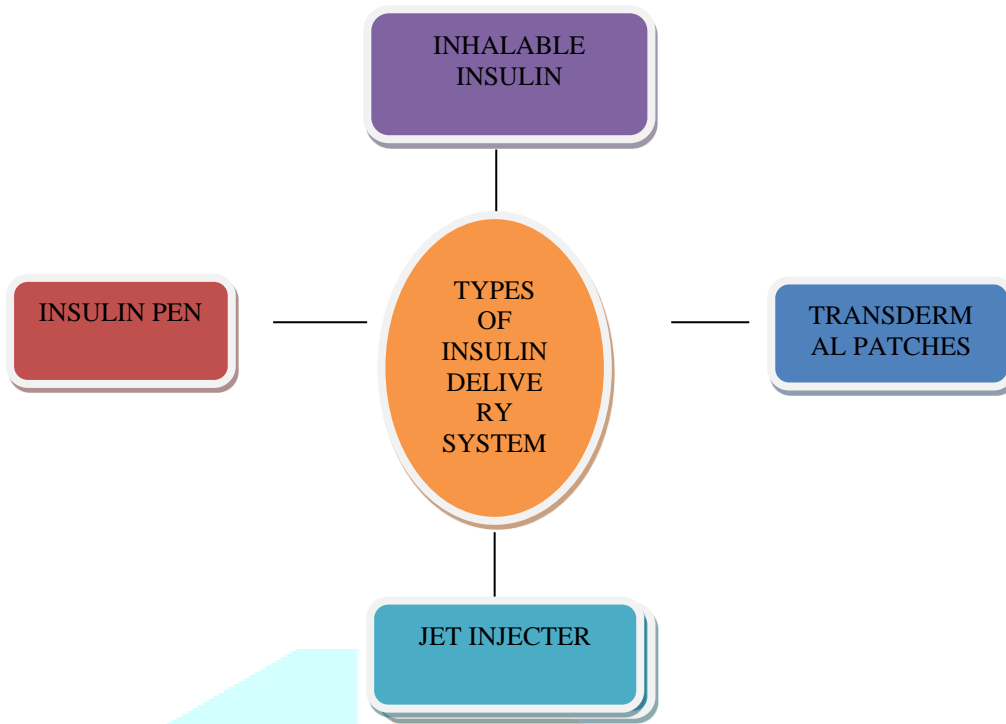 INHALABLE
INSULIN
INSULIN PEN
TYPES
OF
INSULIN
DELIVE
RY
SYSTEM
TRANSDERM
AL PATCHES
JET INJECTER